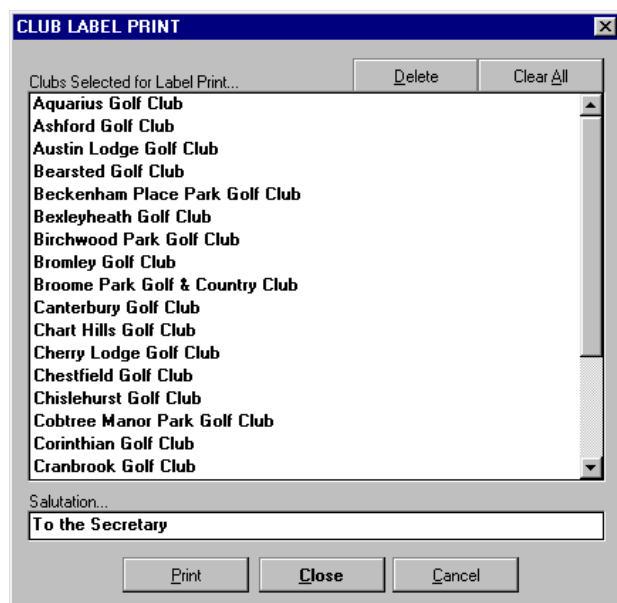 CLUB LABEL PRINT
Clubs Selected for Label Print...
Delete
Clear All
Aquarius Golf Club
Ashford Golf Club
Austin Lodge Golf Club
Bearsted Golf Club
Beckenham Place Park Golf Club
Bexleyheath Golf Club
Birchwood Park Golf Club
Bromley Golf Club
Broome Park Golf & Country Club
Canterbury Golf Club
Chart Hills Golf Club
Cherry Lodge Golf Club
Chestfield Golf Club
Chislehurst Golf Club
Cobtree Manor Park Golf Club
Corinthian Golf Club
Cranbrook Golf Club
Salutation...
To the Secretary
Print
Close
Cancel